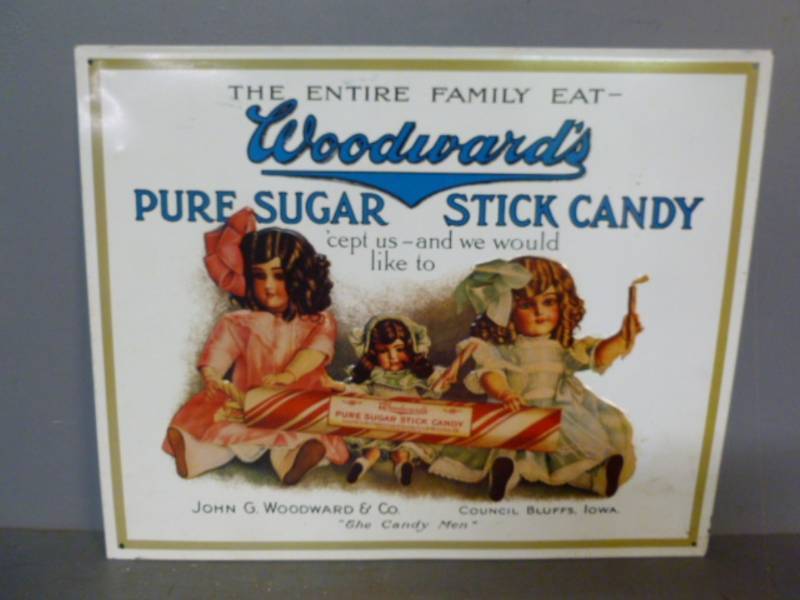 THE ENTIRE FAMILY EAT–
Woodward's
PURE SUGAR STICK CANDY
'cept us – and we would
like to
Woodward's
PURE SUGAR STICK CANDY
JOHN G. WOODWARD & CO. COUNCIL BLUFFS, IOWA.
"The Candy Men"